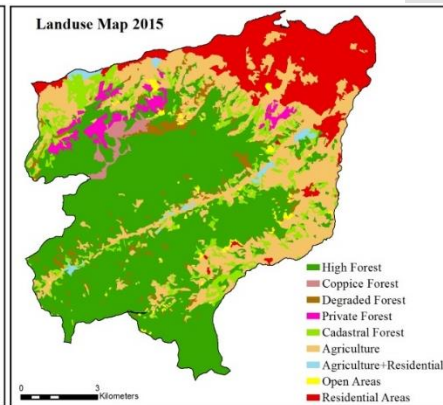 Landuse Map 2015
High Forest
Coppice Forest
Degraded Forest
Private Forest
Cadastral Forest
Agriculture
Agriculture+Residential
Open Areas
Residential Areas
0 3
Kilometers